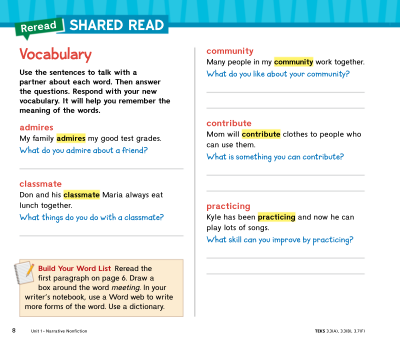 Reread SHARED READ
Vocabulary
Use the sentences to talk with a
partner about each word. Then answer
the questions. Respond with your new
vocabulary. It will help you remember the
meaning of the words.
admires
My family admires my good test grades.
What do you admire about a friend?
classmate
Don and his classmate Maria always eat
lunch together.
What things do you do with a classmate?
Build Your Word List Reread the
first paragraph on page 6. Draw a
box around the word meeting. In your
writer's notebook, use a Word web to write
more forms of the word. Use a dictionary.
community
Many people in my community work together.
What do you like about your community?
contribute
Mom will contribute clothes to people who
can use them.
What is something you can contribute?
practicing
Kyle has been practicing and now he can
play lots of songs.
What skill can you improve by practicing?
8 Unit 1 • Narrative Nonfiction
TEKS 3.3(A), 3.3(B), 3.7(F)